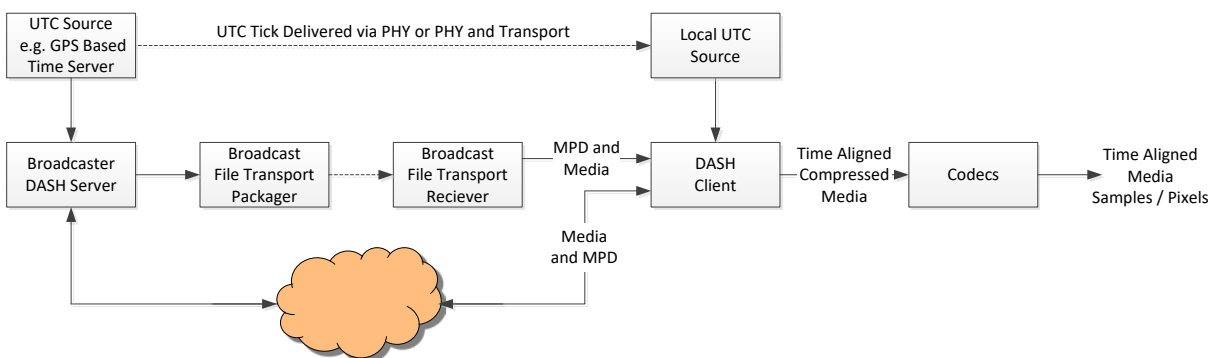 UTC Source
e.g. GPS Based
Time Server
UTC Tick Delivered via PHY or PHY and Transport
Local UTC
Source
Broadcaster
DASH Server
Broadcast
File Transport
Packager
Broadcast
File Transport
Reciever
MPD and
Media
DASH
Client
Time Aligned
Compressed
Media
Codecs
Time Aligned
Media
Samples / Pixels
Media
and MPD